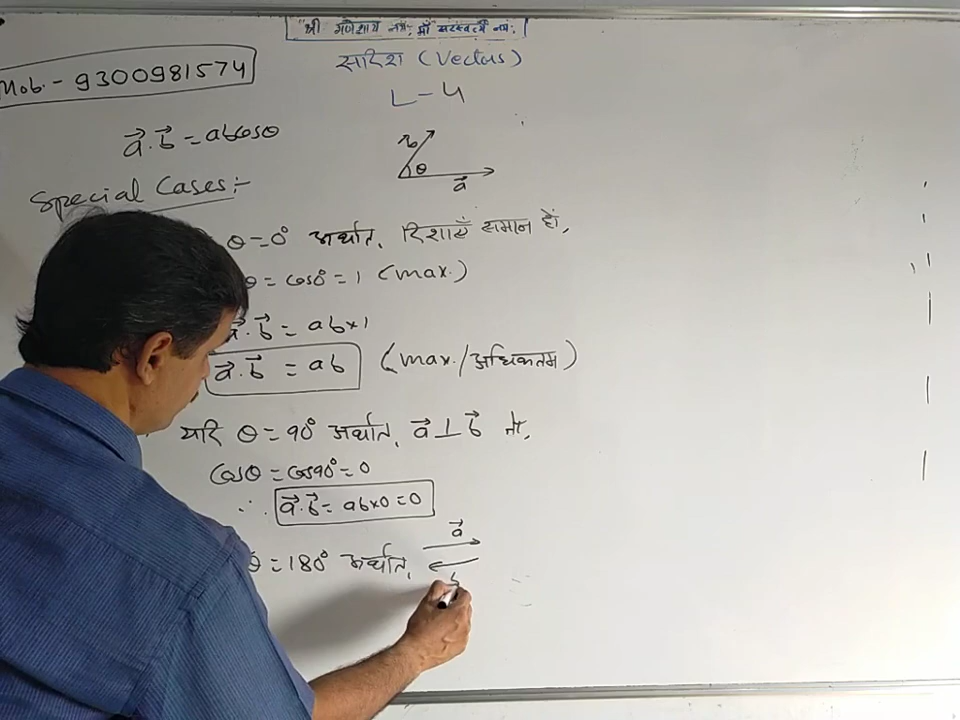 "श्री गणेशाय नमः, माँ सरस्वत्यै नमः"
सदिश (Vectors)
Mob. - 9300981574
L-4
a⃗.b⃗ = abcosθ
b⃗ θ a⃗
Special Cases:-
θ=0° अर्थात, दिशाएँ समान हों,
θ = cos0° = 1 (max.)
a⃗.b⃗ = ab×1
a⃗.b⃗ = ab (max./अधिकतम)
यदि θ = 90° अर्थात, a⃗⊥b⃗ हो,
cosθ = cos90° = 0
∴ a⃗.b⃗ = ab×0 = 0
a⃗
θ = 180° अर्थात,